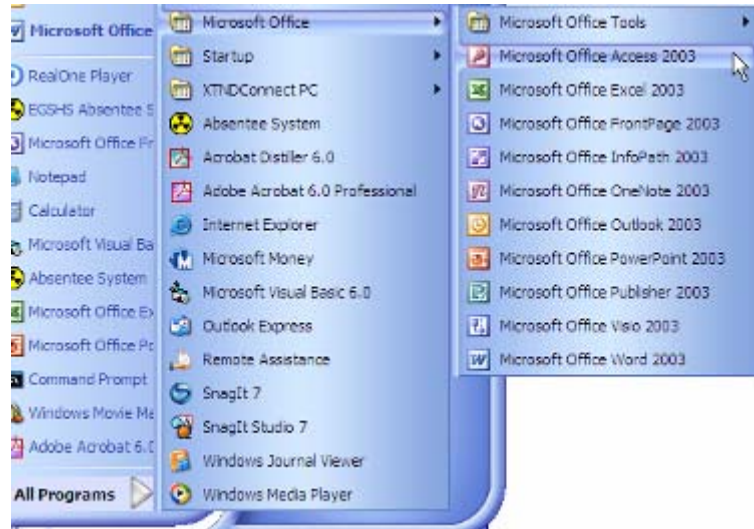 Microsoft Office
RealOne Player
EGSHS Absentee S
Microsoft Office Fr
Notepad
Calculator
Microsoft Visual Ba
Absentee System
Microsoft Office Ex
Microsoft Office Po
Command Prompt
Windows Movie Ma
Adobe Acrobat 6.0
All Programs
Microsoft Office
Startup
XTNDConnect PC
Absentee System
Acrobat Distiller 6.0
Adobe Acrobat 6.0 Professional
Internet Explorer
Microsoft Money
Microsoft Visual Basic 6.0
Outlook Express
Remote Assistance
SnagIt 7
SnagIt Studio 7
Windows Journal Viewer
Windows Media Player
Microsoft Office Tools
Microsoft Office Access 2003
Microsoft Office Excel 2003
Microsoft Office FrontPage 2003
Microsoft Office InfoPath 2003
Microsoft Office OneNote 2003
Microsoft Office Outlook 2003
Microsoft Office PowerPoint 2003
Microsoft Office Publisher 2003
Microsoft Office Visio 2003
Microsoft Office Word 2003